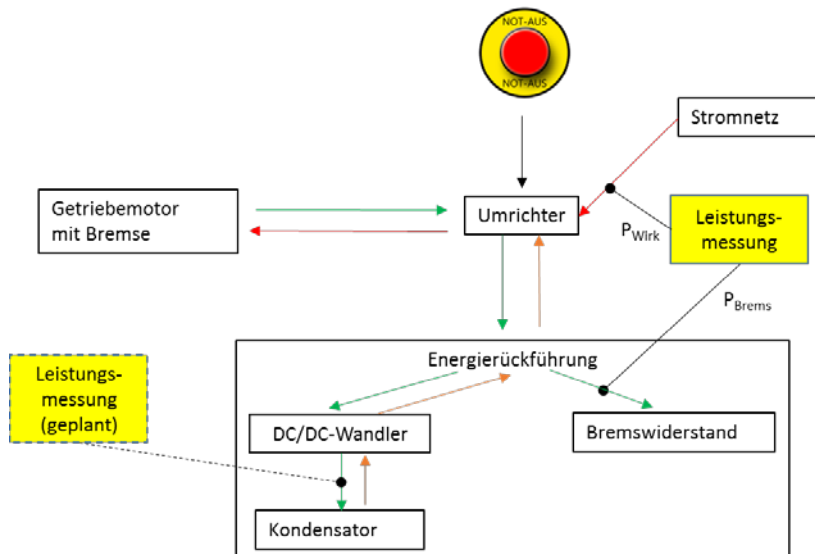 NOT-AUS
NOT-AUS
Stromnetz
Getriebemotor
mit Bremse
Umrichter
Leistungs-
messung
PWirk
PBrems
Energierückführung
Leistungs-
messung
(geplant)
DC/DC-Wandler
Bremswiderstand
Kondensator